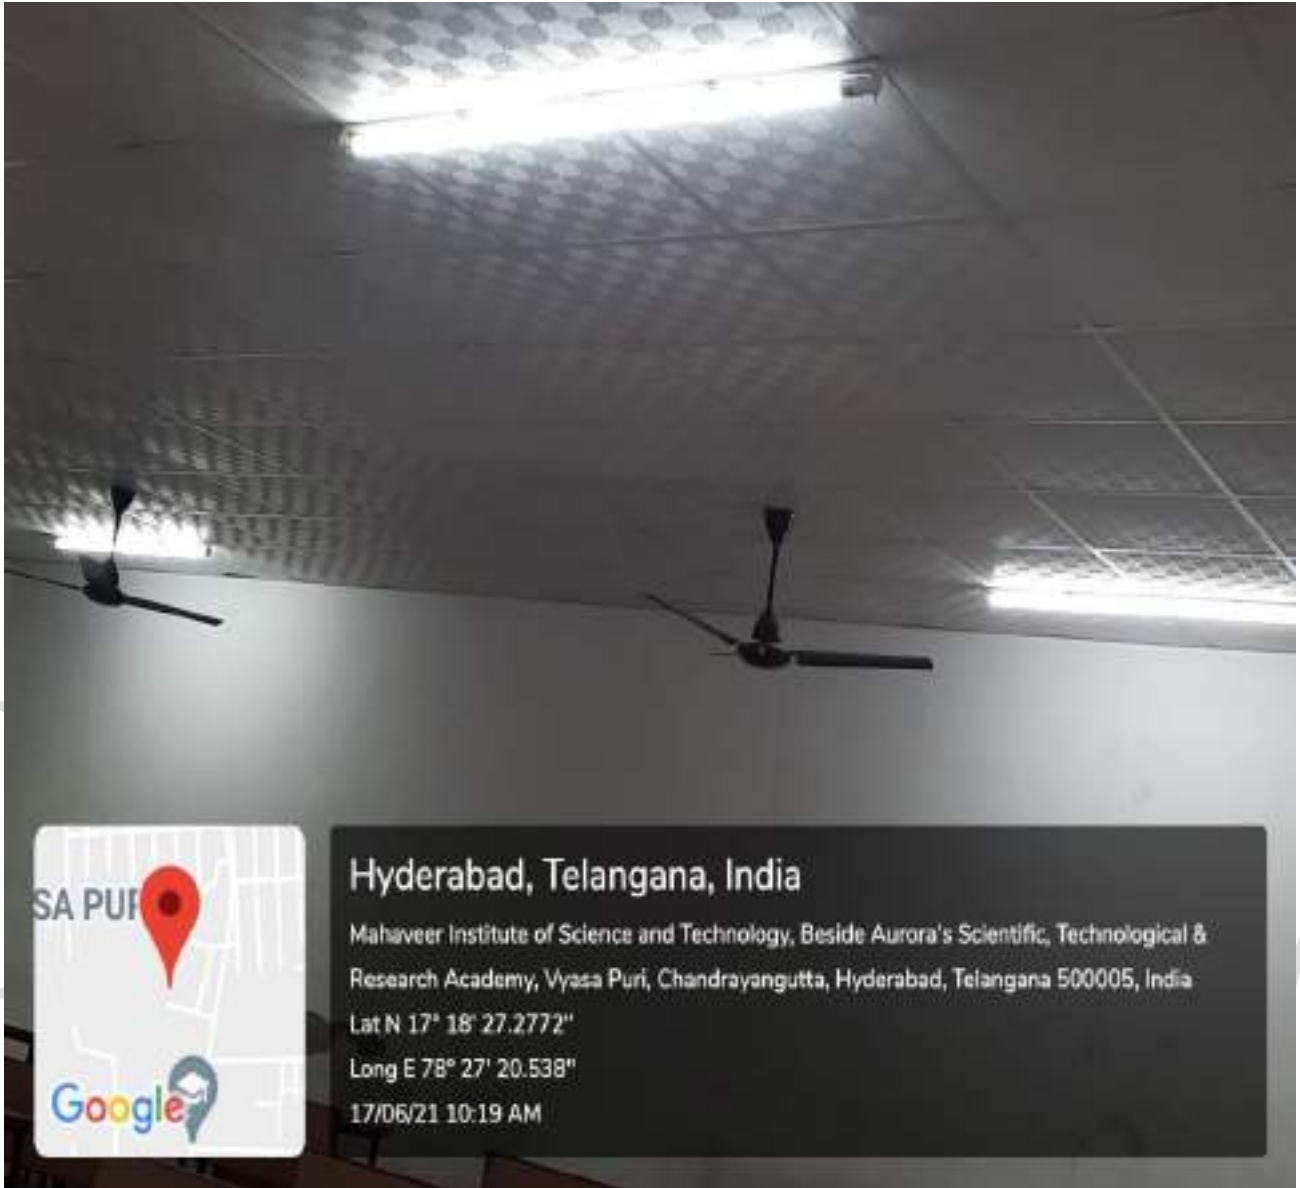 SA PUR
Google
Hyderabad, Telangana, India
Mahaveer Institute of Science and Technology, Beside Aurora's Scientific, Technological &
Research Academy, Vyasa Puri, Chandrayangutta, Hyderabad, Telangana 500005, India
Lat N 17° 18' 27.2772"
Long E 78° 27' 20.538"
17/06/21 10:19 AM